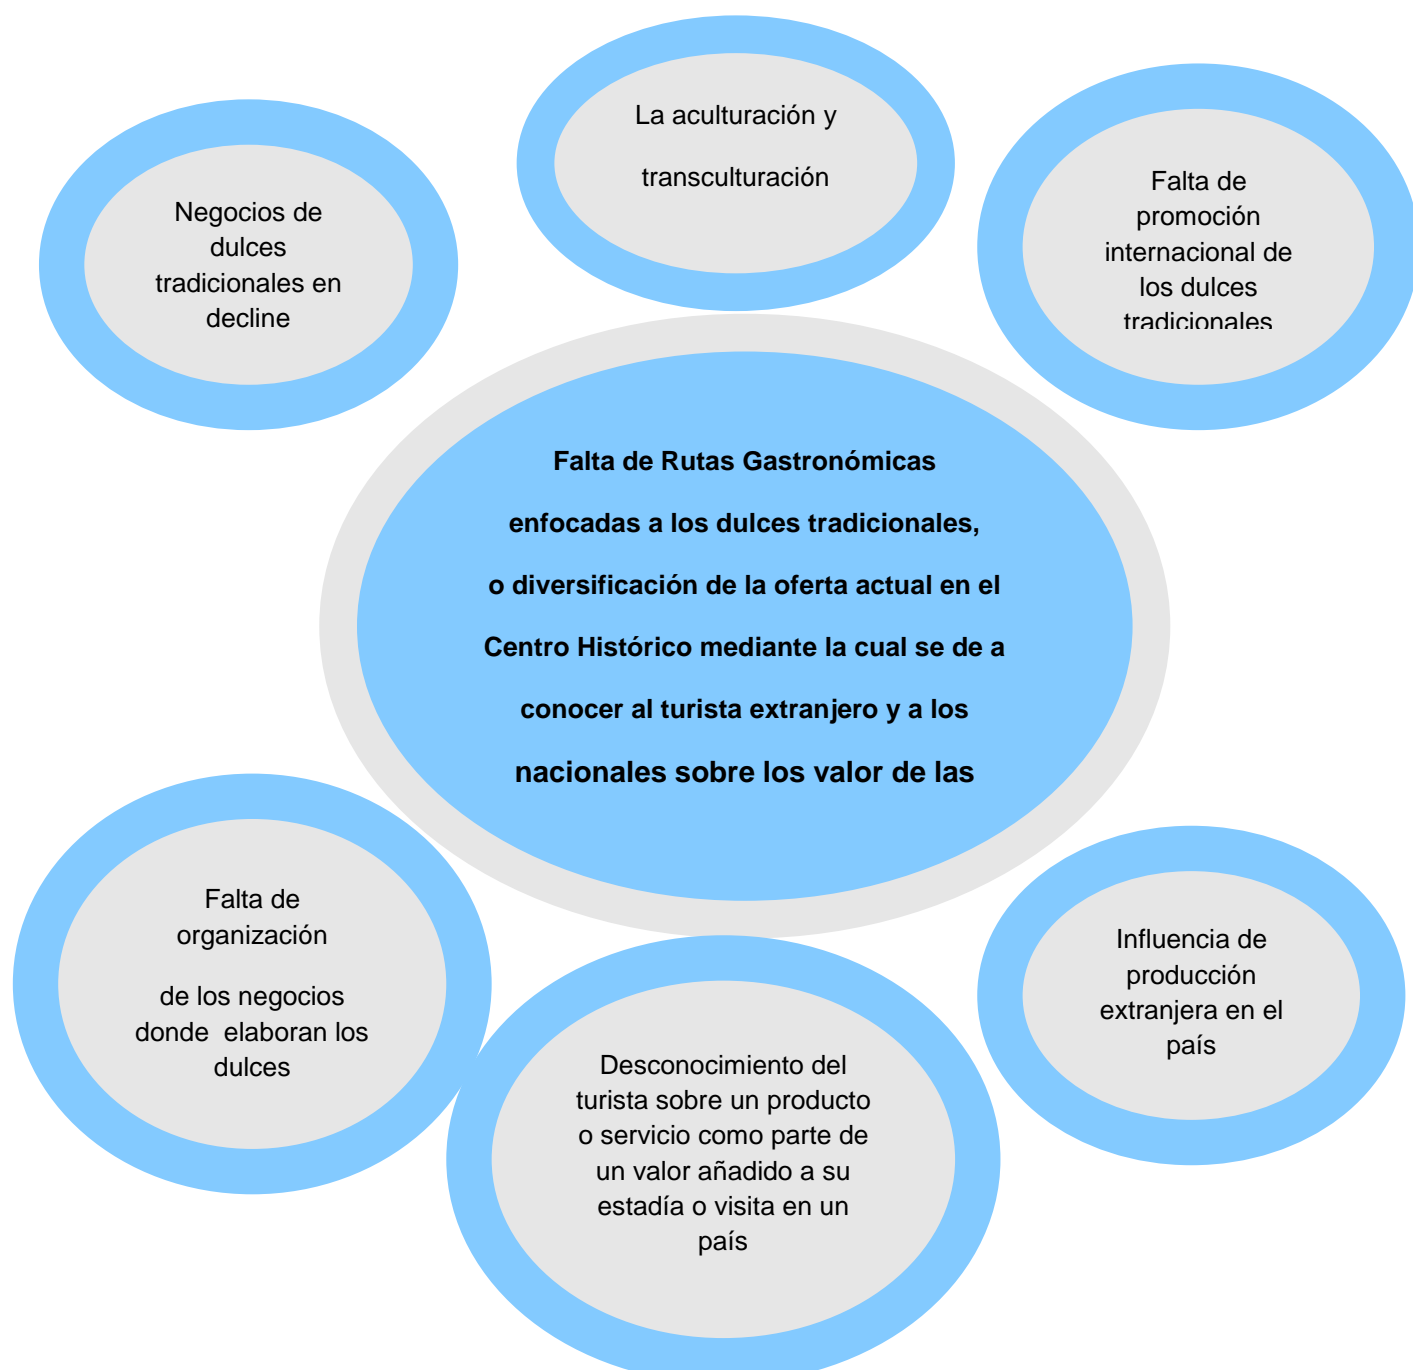 La aculturación y
transculturación
Negocios de
dulces
tradicionales en
decline
Falta de
promoción
internacional de
los dulces
tradicionales
Falta de Rutas Gastronómicas
enfocadas a los dulces tradicionales,
o diversificación de la oferta actual en el
Centro Histórico mediante la cual se de a
conocer al turista extranjero y a los
nacionales sobre los valor de las
Falta de
organización
de los negocios
donde  elaboran los
dulces
Influencia de
producción
extranjera en el
país
Desconocimiento del
turista sobre un producto
o servicio como parte de
un valor añadido a su
estadía o visita en un
país